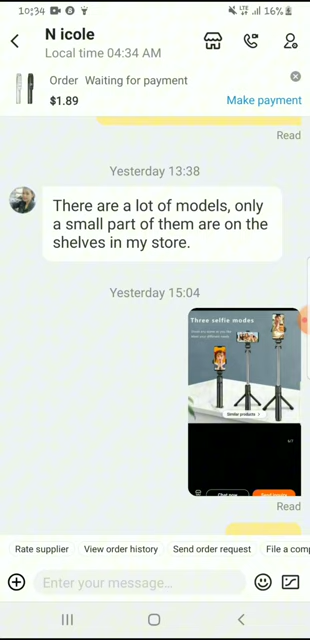 10:34
LTE 16%
N icole
Local time 04:34 AM
Order Waiting for payment
$1.89
Make payment
Read
Yesterday 13:38
There are a lot of models, only
a small part of them are on the
shelves in my store.
Yesterday 15:04
Three selfie modes
Similar products >
Chat now
Read
Rate supplier View order history Send order request File a com
Enter your message...